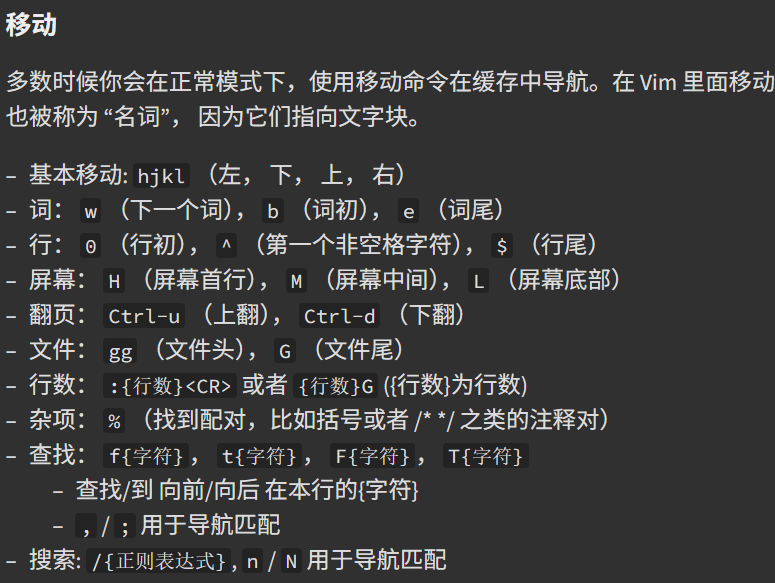 移动
多数时候你会在正常模式下，使用移动命令在缓存中导航。在 Vim 里面移动
也被称为 “名词”， 因为它们指向文字块。
– 基本移动: hjkl （左， 下， 上， 右）
– 词： w （下一个词）， b （词初）， e （词尾）
– 行： 0 （行初）， ^ （第一个非空格字符）， $ （行尾）
– 屏幕： H （屏幕首行）， M （屏幕中间）， L （屏幕底部）
– 翻页： Ctrl-u （上翻）， Ctrl-d （下翻）
– 文件： gg （文件头）， G （文件尾）
– 行数： :{行数}<CR> 或者 {行数}G ({行数}为行数)
– 杂项： % （找到配对，比如括号或者 /* */ 之类的注释对）
– 查找： f{字符}， t{字符}， F{字符}， T{字符}
– 查找/到 向前/向后 在本行的{字符}
– , / ; 用于导航匹配
– 搜索: /{正则表达式}, n / N 用于导航匹配